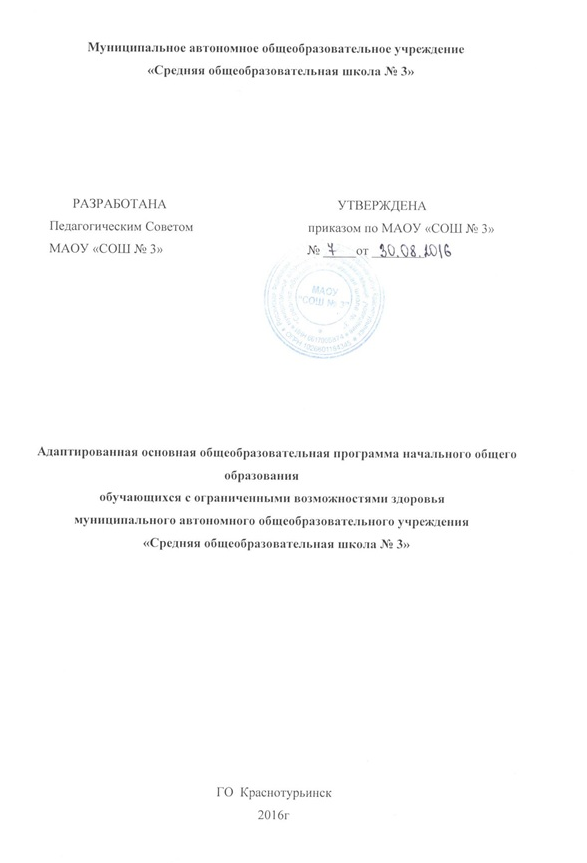 Муниципальное автономное общеобразовательное учреждение
«Средняя общеобразовательная школа № 3»
РАЗРАБОТАНА
Педагогическим Советом
МАОУ «СОШ № 3»
УТВЕРЖДЕНА
приказом по МАОУ «СОШ № 3»
№ 7 от 30.08.2016
МАОУ
"СОШ № 3"
Адаптированная основная общеобразовательная программа начального общего
образования
обучающихся с ограниченными возможностями здоровья
муниципального автономного общеобразовательного учреждения
«Средняя общеобразовательная школа № 3»
ГО Краснотурьинск
2016г